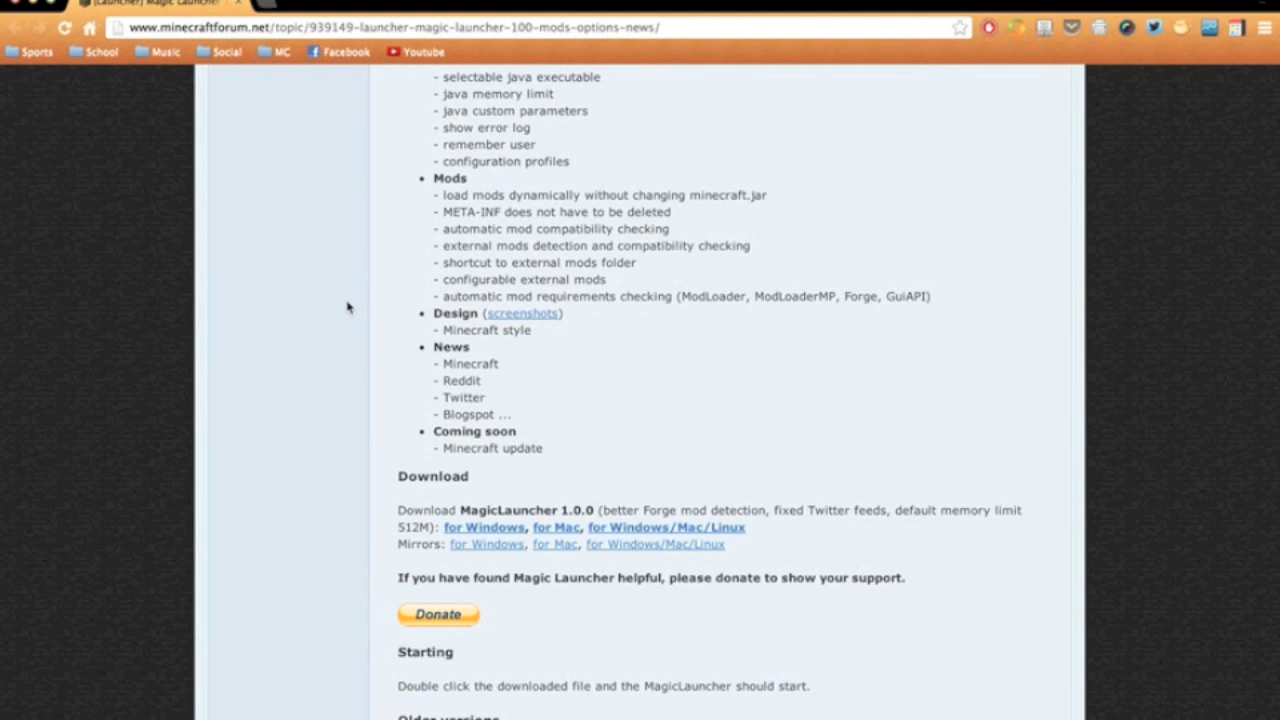 [Launcher] Magic Launcher
www.minecraftforum.net/topic/939149-launcher-magic-launcher-100-mods-options-news/
Sports School Music Social MC Facebook Youtube
- selectable java executable
- java memory limit
- java custom parameters
- show error log
- remember user
- configuration profiles
• Mods
- load mods dynamically without changing minecraft.jar
- META-INF does not have to be deleted
- automatic mod compatibility checking
- external mods detection and compatibility checking
- shortcut to external mods folder
- configurable external mods
- automatic mod requirements checking (ModLoader, ModLoaderMP, Forge, GuiAPI)
• Design (screenshots)
- Minecraft style
• News
- Minecraft
- Reddit
- Twitter
- Blogspot ...
• Coming soon
- Minecraft update
Download
Download MagicLauncher 1.0.0 (better Forge mod detection, fixed Twitter feeds, default memory limit
512M): for Windows, for Mac, for Windows/Mac/Linux
Mirrors: for Windows, for Mac, for Windows/Mac/Linux
If you have found Magic Launcher helpful, please donate to show your support.
Donate
Starting
Double click the downloaded file and the MagicLauncher should start.
Older versions